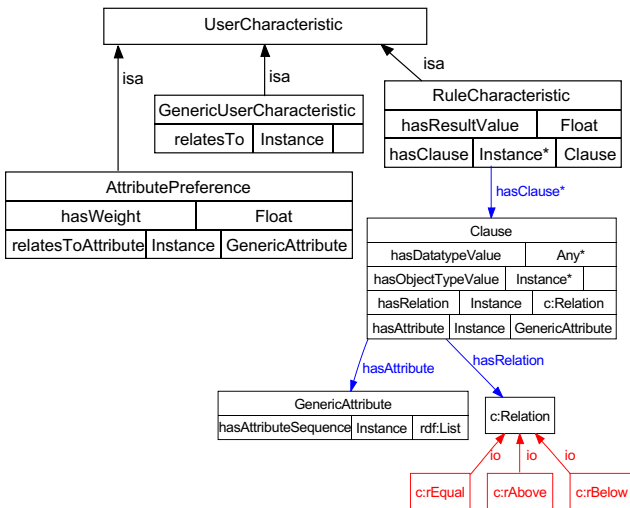 UserCharacteristic
isa
isa
isa
GenericUserCharacteristic
relatesTo Instance
RuleCharacteristic
hasResultValue Float
hasClause Instance* Clause
AttributePreference
hasWeight Float
relatesToAttribute Instance GenericAttribute
hasClause*
Clause
hasDatatypeValue Any*
hasObjectTypeValue Instance*
hasRelation Instance c:Relation
hasAttribute Instance GenericAttribute
hasAttribute
hasRelation
GenericAttribute
hasAttributeSequence Instance rdf:List
c:Relation
io io io
c:rEqual c:rAbove c:rBelow